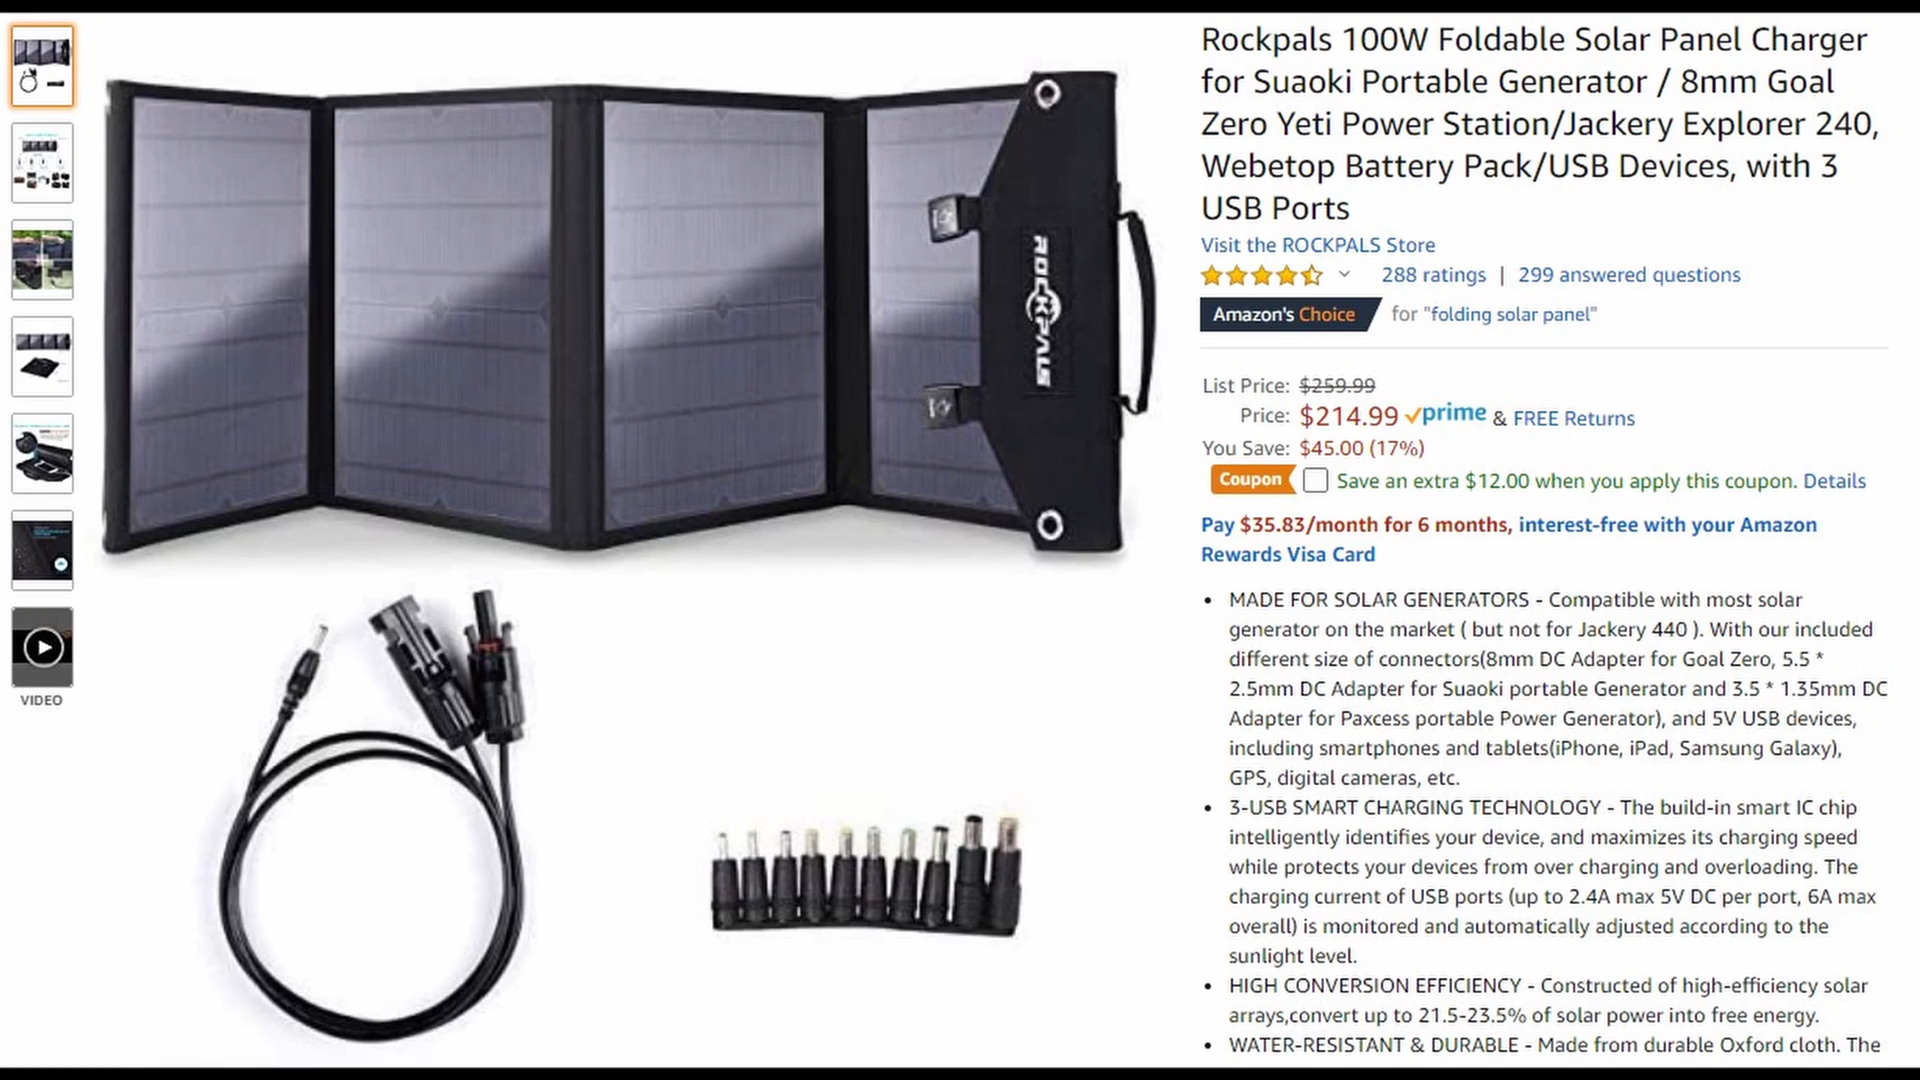 Rockpals 100W Foldable Solar Panel Charger
for Suaoki Portable Generator / 8mm Goal
Zero Yeti Power Station/Jackery Explorer 240,
Webetop Battery Pack/USB Devices, with 3
USB Ports
Visit the ROCKPALS Store
288 ratings | 299 answered questions
Amazon's Choice for "folding solar panel"
List Price: $259.99
Price: $214.99 prime & FREE Returns
You Save: $45.00 (17%)
Coupon Save an extra $12.00 when you apply this coupon. Details
Pay $35.83/month for 6 months, interest-free with your Amazon
Rewards Visa Card
• MADE FOR SOLAR GENERATORS - Compatible with most solar
generator on the market ( but not for Jackery 440 ). With our included
different size of connectors(8mm DC Adapter for Goal Zero, 5.5 *
2.5mm DC Adapter for Suaoki portable Generator and 3.5 * 1.35mm DC
Adapter for Paxcess portable Power Generator), and 5V USB devices,
including smartphones and tablets(iPhone, iPad, Samsung Galaxy),
GPS, digital cameras, etc.
• 3-USB SMART CHARGING TECHNOLOGY - The build-in smart IC chip
intelligently identifies your device, and maximizes its charging speed
while protects your devices from over charging and overloading. The
charging current of USB ports (up to 2.4A max 5V DC per port, 6A max
overall) is monitored and automatically adjusted according to the
sunlight level.
• HIGH CONVERSION EFFICIENCY - Constructed of high-efficiency solar
arrays,convert up to 21.5-23.5% of solar power into free energy.
• WATER-RESISTANT & DURABLE - Made from durable Oxford cloth. The
ROCKPALS
VIDEO